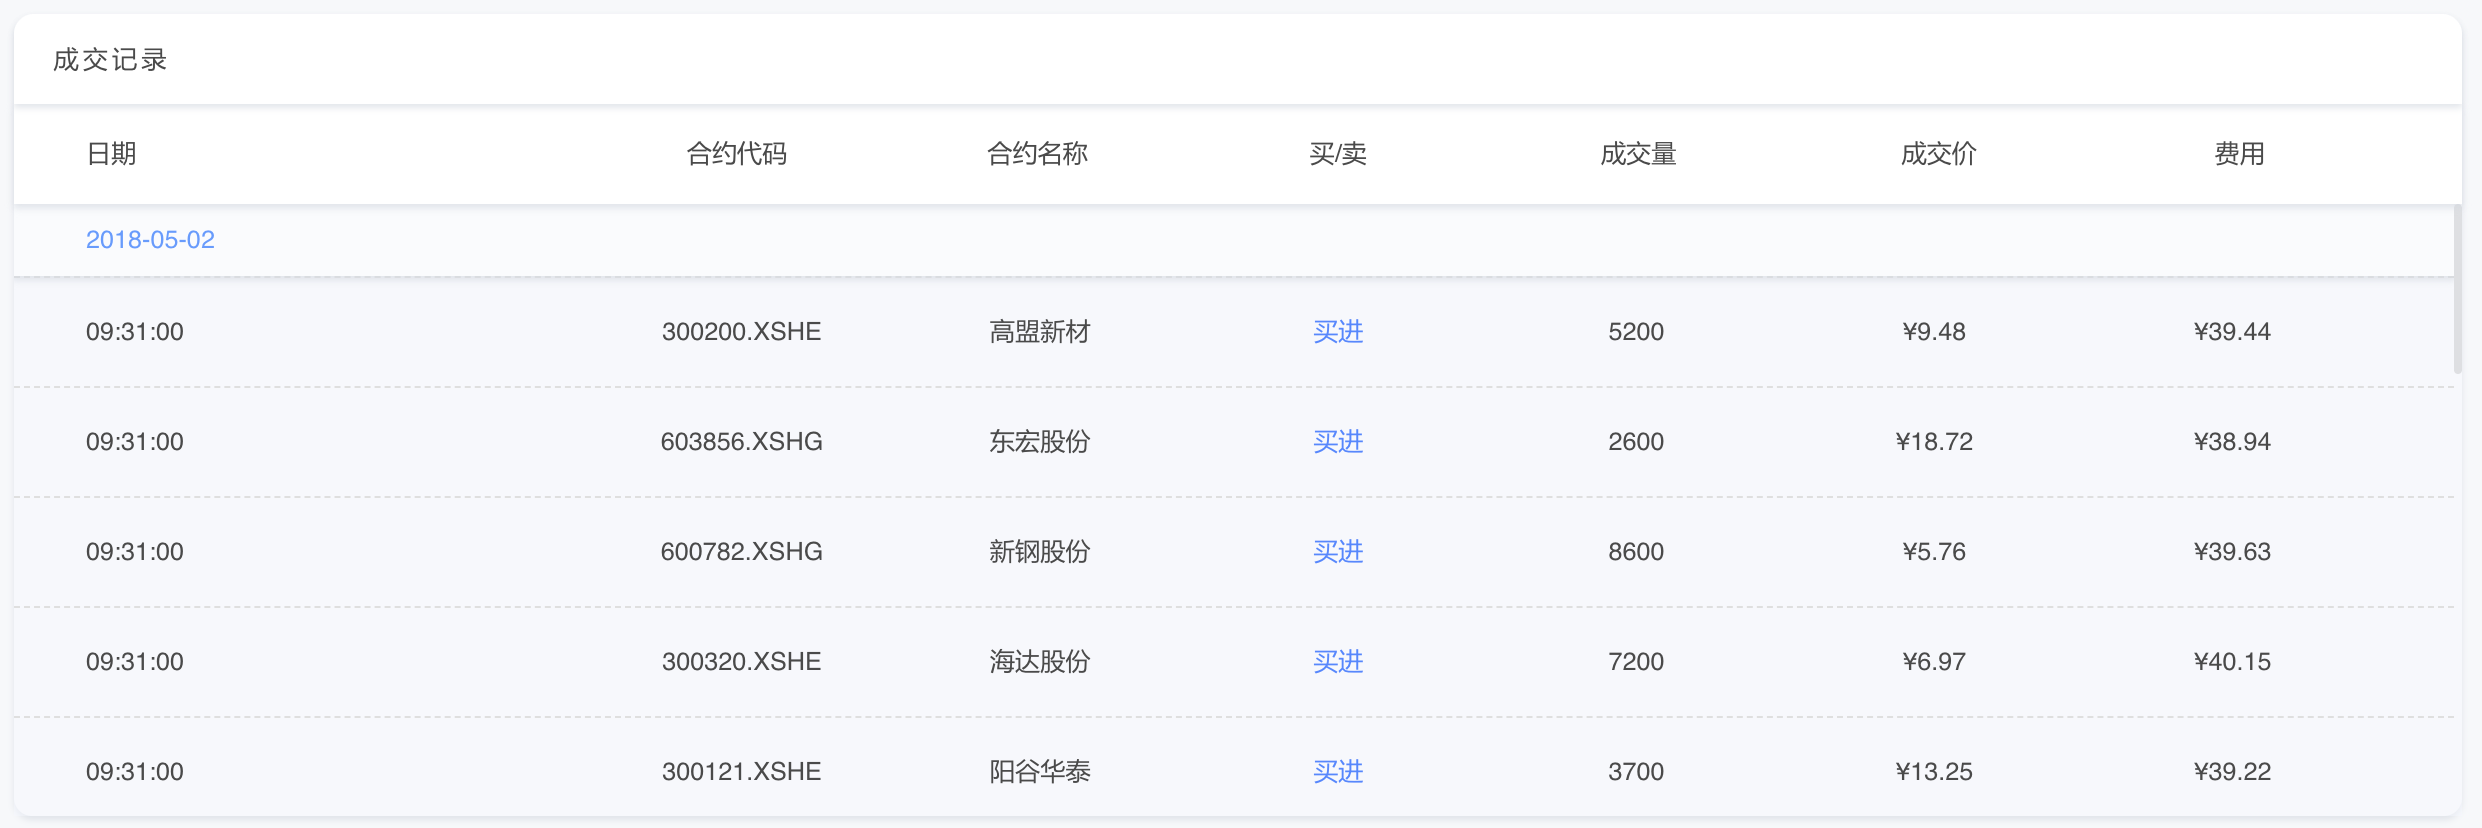 成交记录
日期 合约代码 合约名称 买/卖 成交量 成交价 费用
2018-05-02
09:31:00 300200.XSHE 高盟新材 买进 5200 ¥9.48 ¥39.44
09:31:00 603856.XSHG 东宏股份 买进 2600 ¥18.72 ¥38.94
09:31:00 600782.XSHG 新钢股份 买进 8600 ¥5.76 ¥39.63
09:31:00 300320.XSHE 海达股份 买进 7200 ¥6.97 ¥40.15
09:31:00 300121.XSHE 阳谷华泰 买进 3700 ¥13.25 ¥39.22